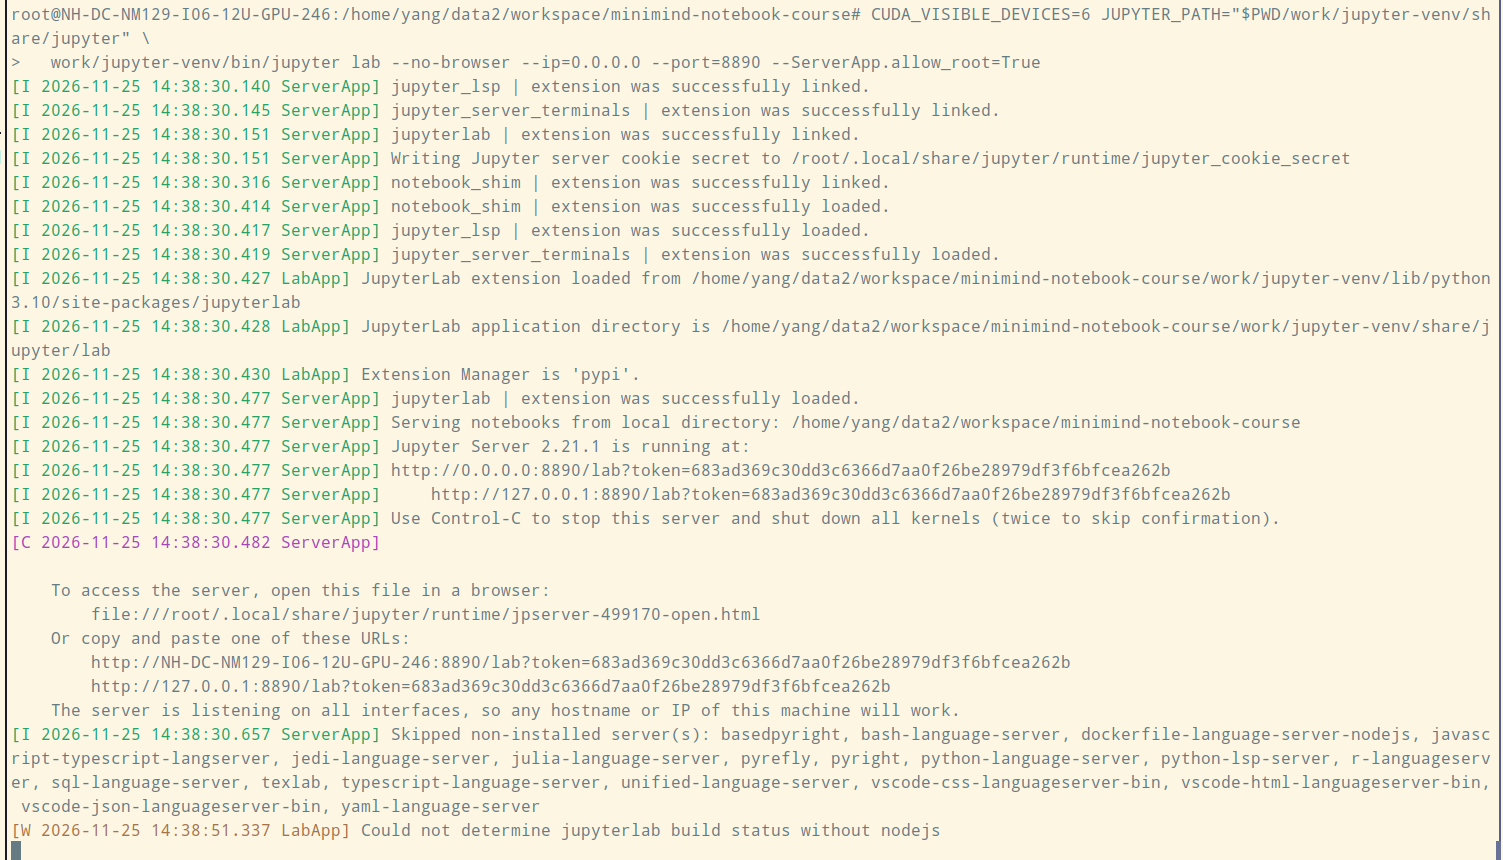 root@NH-DC-NM129-I06-12U-GPU-246:/home/yang/data2/workspace/minimind-notebook-course# CUDA_VISIBLE_DEVICES=6 JUPYTER_PATH="$PWD/work/jupyter-venv/sh
are/jupyter" \
>   work/jupyter-venv/bin/jupyter lab --no-browser --ip=0.0.0.0 --port=8890 --ServerApp.allow_root=True
[I 2026-11-25 14:38:30.140 ServerApp] jupyter_lsp | extension was successfully linked.
[I 2026-11-25 14:38:30.145 ServerApp] jupyter_server_terminals | extension was successfully linked.
[I 2026-11-25 14:38:30.151 ServerApp] jupyterlab | extension was successfully linked.
[I 2026-11-25 14:38:30.151 ServerApp] Writing Jupyter server cookie secret to /root/.local/share/jupyter/runtime/jupyter_cookie_secret
[I 2026-11-25 14:38:30.316 ServerApp] notebook_shim | extension was successfully linked.
[I 2026-11-25 14:38:30.414 ServerApp] notebook_shim | extension was successfully loaded.
[I 2026-11-25 14:38:30.417 ServerApp] jupyter_lsp | extension was successfully loaded.
[I 2026-11-25 14:38:30.419 ServerApp] jupyter_server_terminals | extension was successfully loaded.
[I 2026-11-25 14:38:30.427 LabApp] JupyterLab extension loaded from /home/yang/data2/workspace/minimind-notebook-course/work/jupyter-venv/lib/python
3.10/site-packages/jupyterlab
[I 2026-11-25 14:38:30.428 LabApp] JupyterLab application directory is /home/yang/data2/workspace/minimind-notebook-course/work/jupyter-venv/share/j
upyter/lab
[I 2026-11-25 14:38:30.430 LabApp] Extension Manager is 'pypi'.
[I 2026-11-25 14:38:30.477 ServerApp] jupyterlab | extension was successfully loaded.
[I 2026-11-25 14:38:30.477 ServerApp] Serving notebooks from local directory: /home/yang/data2/workspace/minimind-notebook-course
[I 2026-11-25 14:38:30.477 ServerApp] Jupyter Server 2.21.1 is running at:
[I 2026-11-25 14:38:30.477 ServerApp] http://0.0.0.0:8890/lab?token=683ad369c30dd3c6366d7aa0f26be28979df3f6bfcea262b
[I 2026-11-25 14:38:30.477 ServerApp]     http://127.0.0.1:8890/lab?token=683ad369c30dd3c6366d7aa0f26be28979df3f6bfcea262b
[I 2026-11-25 14:38:30.477 ServerApp] Use Control-C to stop this server and shut down all kernels (twice to skip confirmation).
[C 2026-11-25 14:38:30.482 ServerApp]
    To access the server, open this file in a browser:
        file:///root/.local/share/jupyter/runtime/jpserver-499170-open.html
    Or copy and paste one of these URLs:
        http://NH-DC-NM129-I06-12U-GPU-246:8890/lab?token=683ad369c30dd3c6366d7aa0f26be28979df3f6bfcea262b
        http://127.0.0.1:8890/lab?token=683ad369c30dd3c6366d7aa0f26be28979df3f6bfcea262b
    The server is listening on all interfaces, so any hostname or IP of this machine will work.
[I 2026-11-25 14:38:30.657 ServerApp] Skipped non-installed server(s): basedpyright, bash-language-server, dockerfile-language-server-nodejs, javasc
ript-typescript-langserver, jedi-language-server, julia-language-server, pyrefly, pyright, python-language-server, python-lsp-server, r-languageserv
er, sql-language-server, texlab, typescript-language-server, unified-language-server, vscode-css-languageserver-bin, vscode-html-languageserver-bin,
 vscode-json-languageserver-bin, yaml-language-server
[W 2026-11-25 14:38:51.337 LabApp] Could not determine jupyterlab build status without nodejs